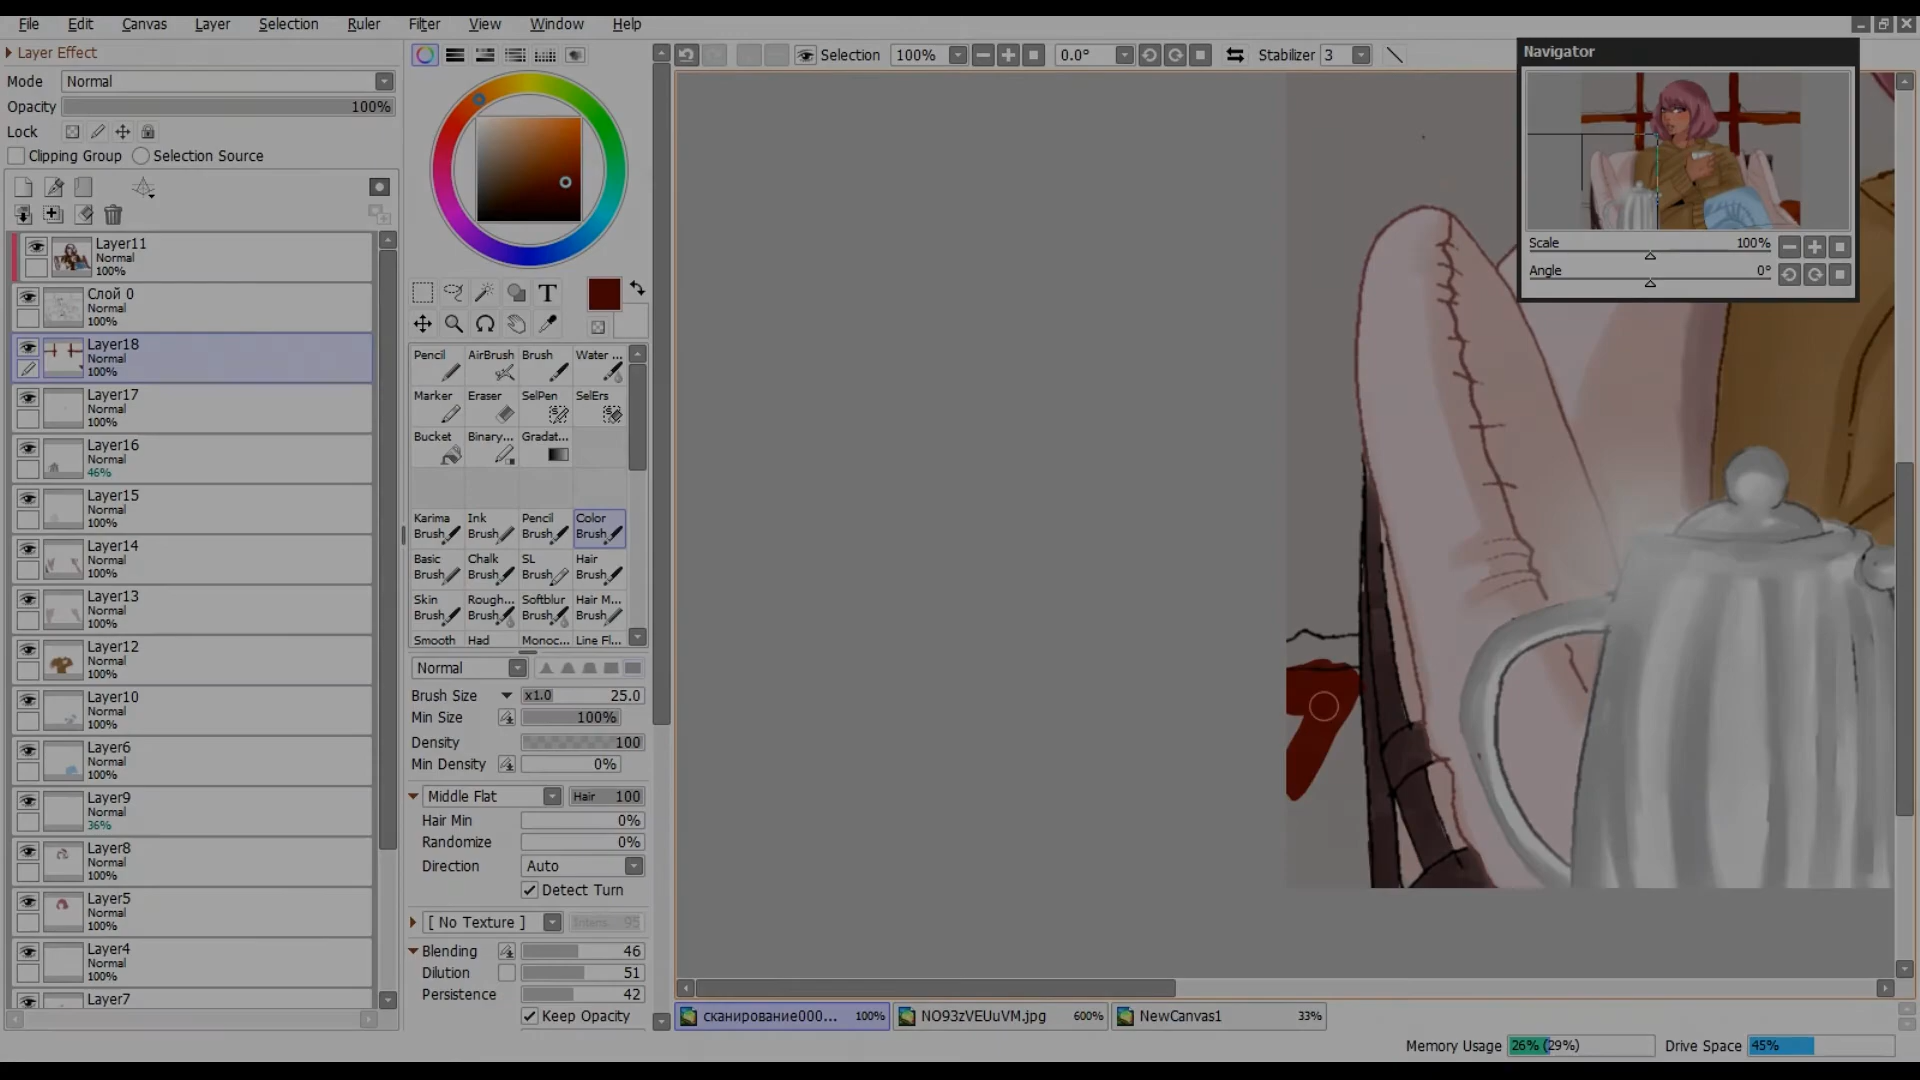 File Edit Canvas Layer Selection Ruler Filter View Window Help
Layer Effect
Mode Normal
Opacity 100%
Lock
Clipping Group Selection Source
Layer11
Normal
100%
Слой 0
Normal
100%
Layer18
Normal
100%
Layer17
Normal
100%
Layer16
Normal
46%
Layer15
Normal
100%
Layer14
Normal
100%
Layer13
Normal
100%
Layer12
Normal
100%
Layer10
Normal
100%
Layer6
Normal
100%
Layer9
Normal
36%
Layer8
Normal
100%
Layer5
Normal
100%
Layer4
Normal
100%
Layer7
T
Pencil AirBrush Brush Water ...
Marker Eraser SelPen SelErs
Bucket Binary... Gradat...
Karima Ink Pencil Color
Brush Brush Brush Brush
Basic Chalk SL Hair
Brush Brush Brush Brush
Skin Rough... Softblur Hair M...
Brush Brush Brush Brush
Smooth Had Monoc... Line Fl...
Normal
Brush Size x1.0 25.0
Min Size 100%
Density 100
Min Density 0%
Middle Flat Hair 100
Hair Min 0%
Randomize 0%
Direction Auto
Detect Turn
[ No Texture ] Intens 95
Blending 46
Dilution 51
Persistence 42
Keep Opacity
Selection 100% 0.0° Stabilizer 3
Navigator
Scale 100%
Angle 0°
сканирование000... 100% NO93zVEUuVM.jpg 600% NewCanvas1 33%
Memory Usage 26% (29%) Drive Space 45%